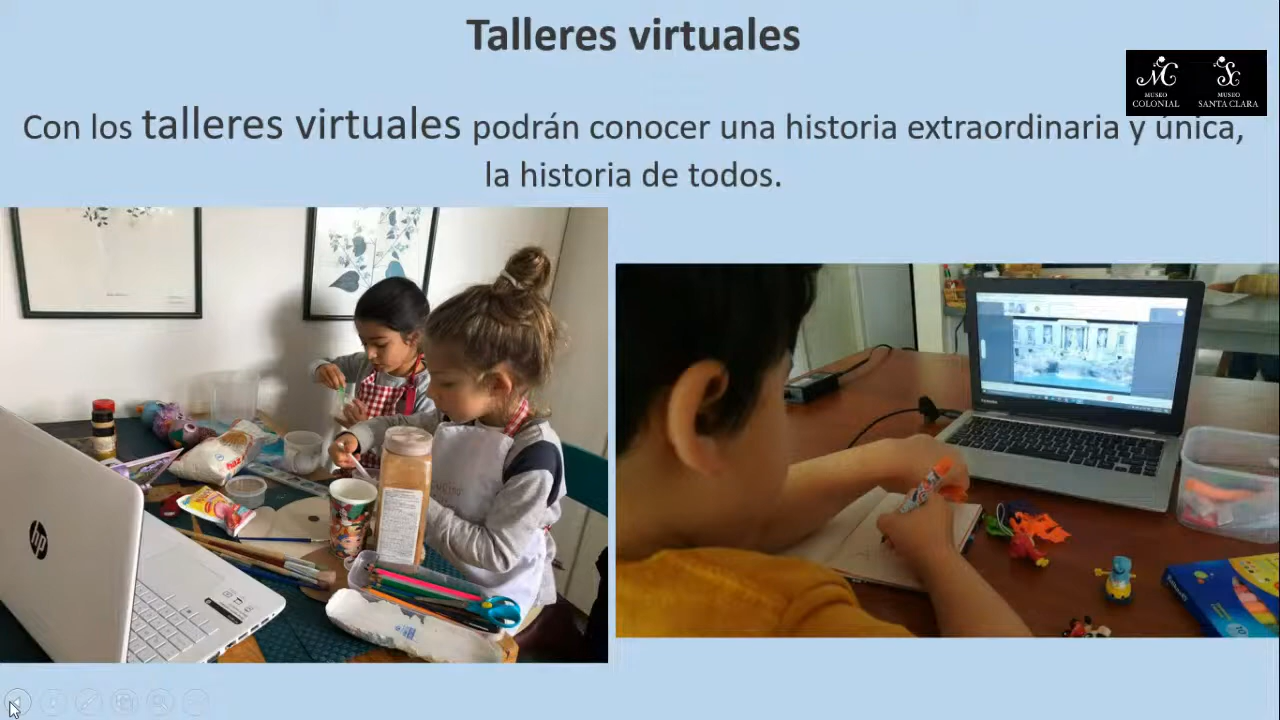 Talleres virtuales
MUSEO
COLONIAL
MUSEO
SANTA CLARA
Con los talleres virtuales podrán conocer una historia extraordinaria y única,
la historia de todos.
hp